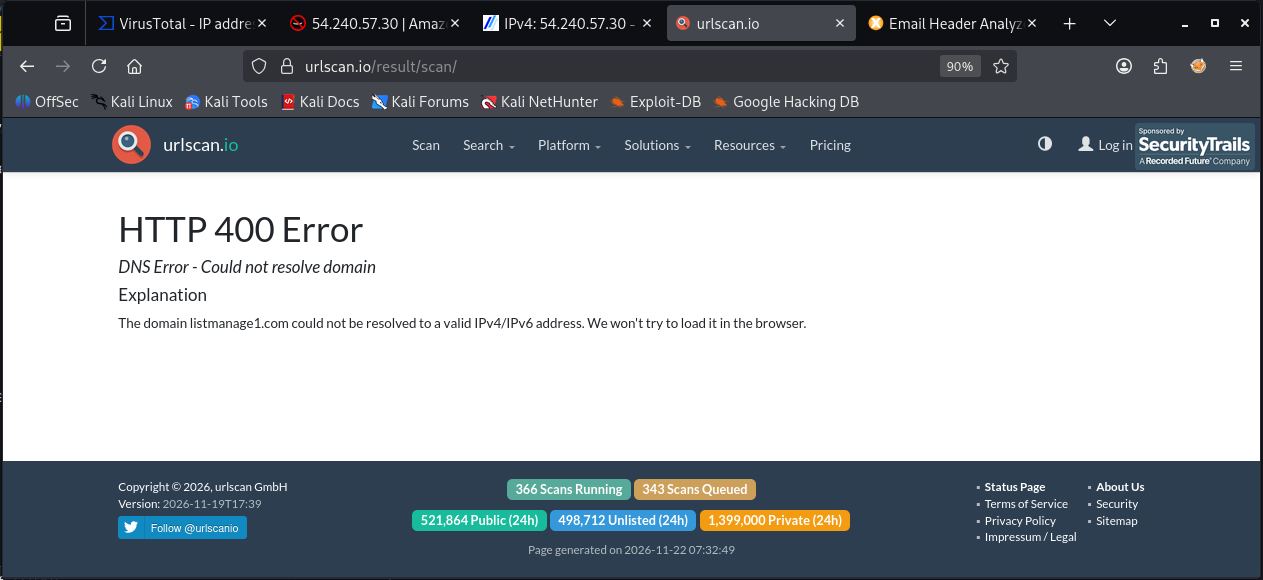 VirusTotal - IP addre
54.240.57.30 | Amaz
IPv4: 54.240.57.30 -
urlscan.io
Email Header Analyz
urlscan.io/result/scan/
90%
OffSec
Kali Linux
Kali Tools
Kali Docs
Kali Forums
Kali NetHunter
Exploit-DB
Google Hacking DB
urlscan.io
Scan
Search
Platform
Solutions
Resources
Pricing
Log in
Sponsored by
SecurityTrails
A Recorded Future® Company
HTTP 400 Error
DNS Error - Could not resolve domain
Explanation
The domain listmanage1.com could not be resolved to a valid IPv4/IPv6 address. We won't try to load it in the browser.
Copyright © 2026, urlscan GmbH
Version: 2026-11-19T17:39
Follow @urlscanio
366 Scans Running
343 Scans Queued
521,864 Public (24h)
498,712 Unlisted (24h)
1,399,000 Private (24h)
Page generated on 2026-11-22 07:32:49
Status Page
Terms of Service
Privacy Policy
Impressum / Legal
About Us
Security
Sitemap